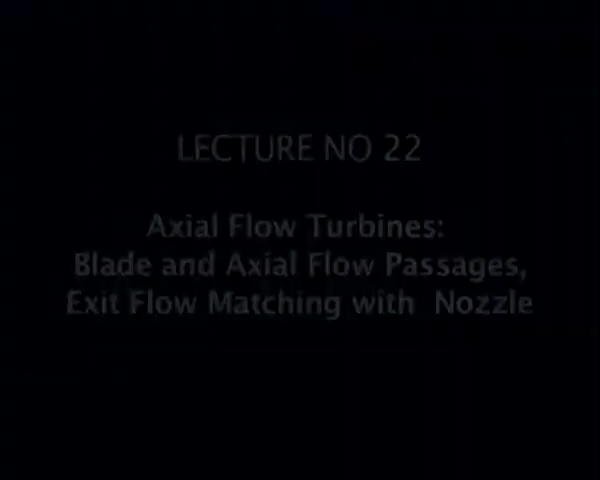 LECTURE NO 22
Axial Flow Turbines:
Blade and Axial Flow Passages,
Exit Flow Matching with Nozzle